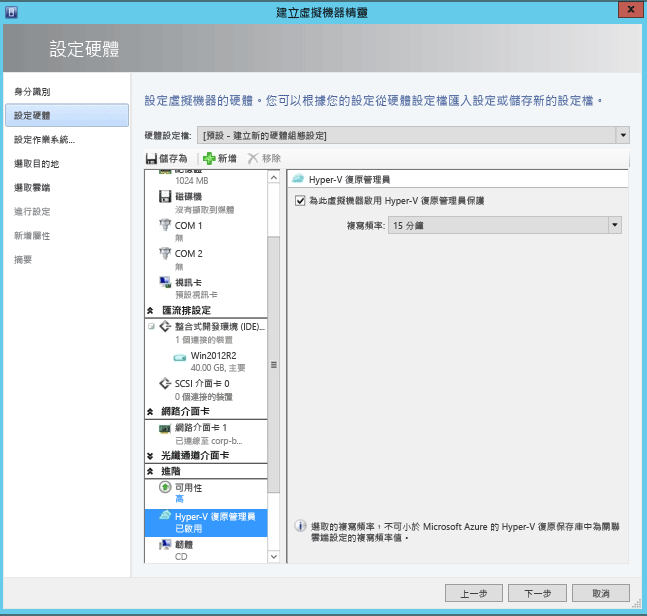 建立虛擬機器精靈
設定硬體
身分識別
設定硬體
設定作業系統...
選取目的地
選取雲端
進行設定
新增屬性
摘要
設定虛擬機器的硬體。您可以根據您的設定從硬體設定檔匯入設定或儲存新的設定檔。
硬體設定檔: [預設 - 建立新的硬體組態設定]
儲存為 新增 移除
記憶體
1024 MB
磁碟機
沒有擷取到媒體
COM 1
無
COM 2
無
視訊卡
預設視訊卡
匯流排設定
整合式開發環境 (IDE)...
1 個連接的裝置
Win2012R2
40.00 GB, 主要
SCSI 介面卡 0
0 個連接的裝置
網路介面卡
網路介面卡 1
已連線至 corp-b...
光纖通道介面卡
進階
可用性
高
Hyper-V 復原管理員
已啟用
韌體
CD
Hyper-V 復原管理員
為此虛擬機器啟用 Hyper-V 復原管理員保護
複寫頻率: 15 分鐘
選取的複寫頻率，不可小於 Microsoft Azure 的 Hyper-V 復原保存庫中為關聯
雲端設定的複寫頻率值。
上一步 下一步 取消